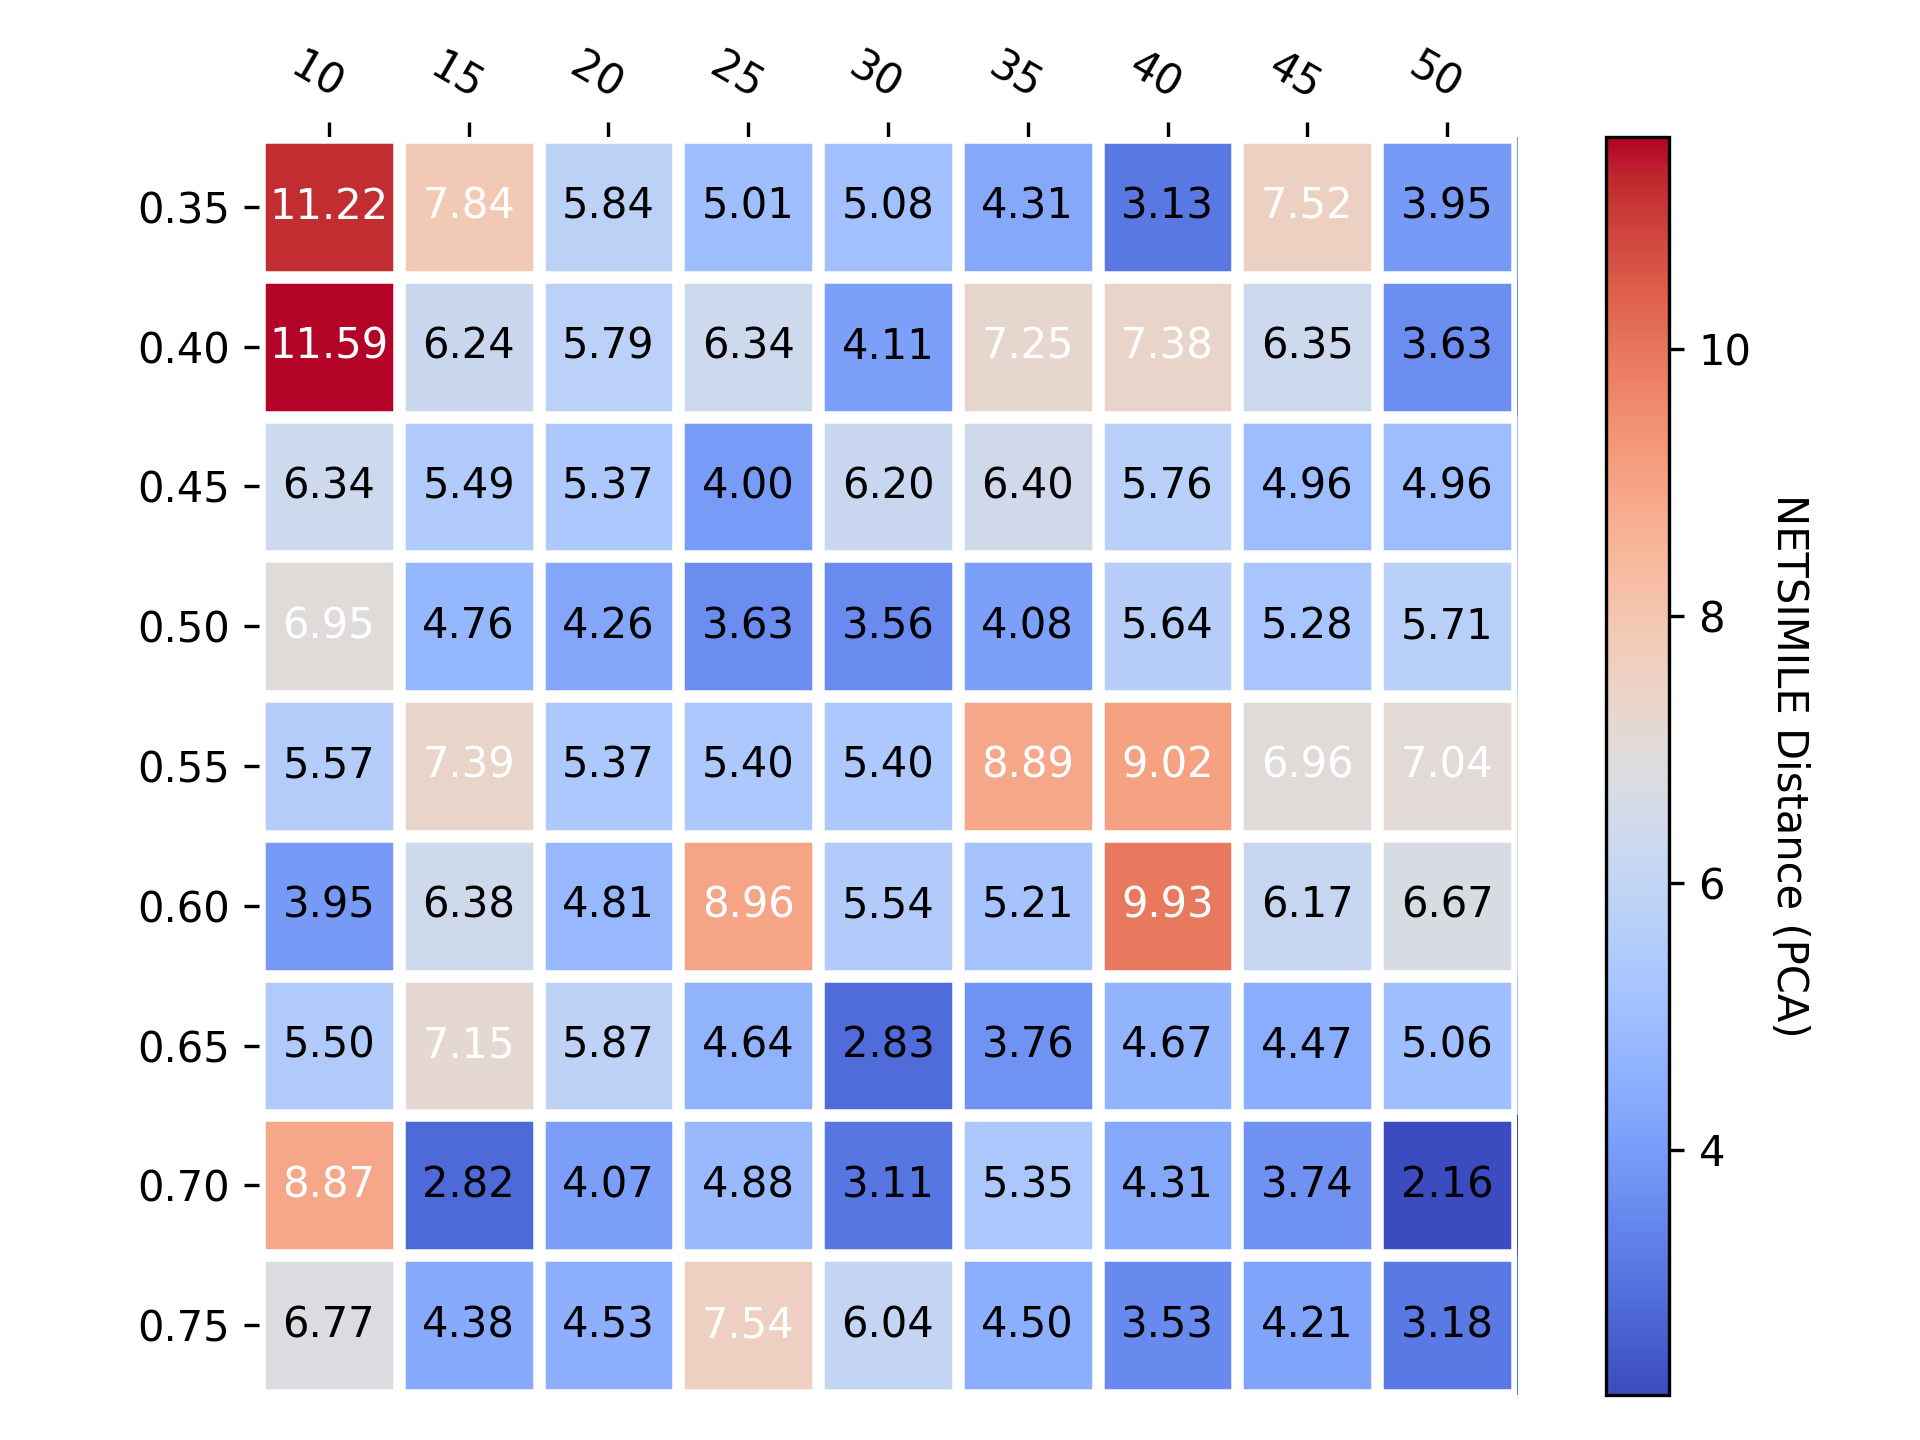 10 15 20 25 30 35 40 45 50
0.35 11.22 7.84 5.84 5.01 5.08 4.31 3.13 7.52 3.95
0.40 11.59 6.24 5.79 6.34 4.11 7.25 7.38 6.35 3.63
0.45 6.34 5.49 5.37 4.00 6.20 6.40 5.76 4.96 4.96
0.50 6.95 4.76 4.26 3.63 3.56 4.08 5.64 5.28 5.71
0.55 5.57 7.39 5.37 5.40 5.40 8.89 9.02 6.96 7.04
0.60 3.95 6.38 4.81 8.96 5.54 5.21 9.93 6.17 6.67
0.65 5.50 7.15 5.87 4.64 2.83 3.76 4.67 4.47 5.06
0.70 8.87 2.82 4.07 4.88 3.11 5.35 4.31 3.74 2.16
0.75 6.77 4.38 4.53 7.54 6.04 4.50 3.53 4.21 3.18
10
8
6
4
NETSIMILE Distance (PCA)